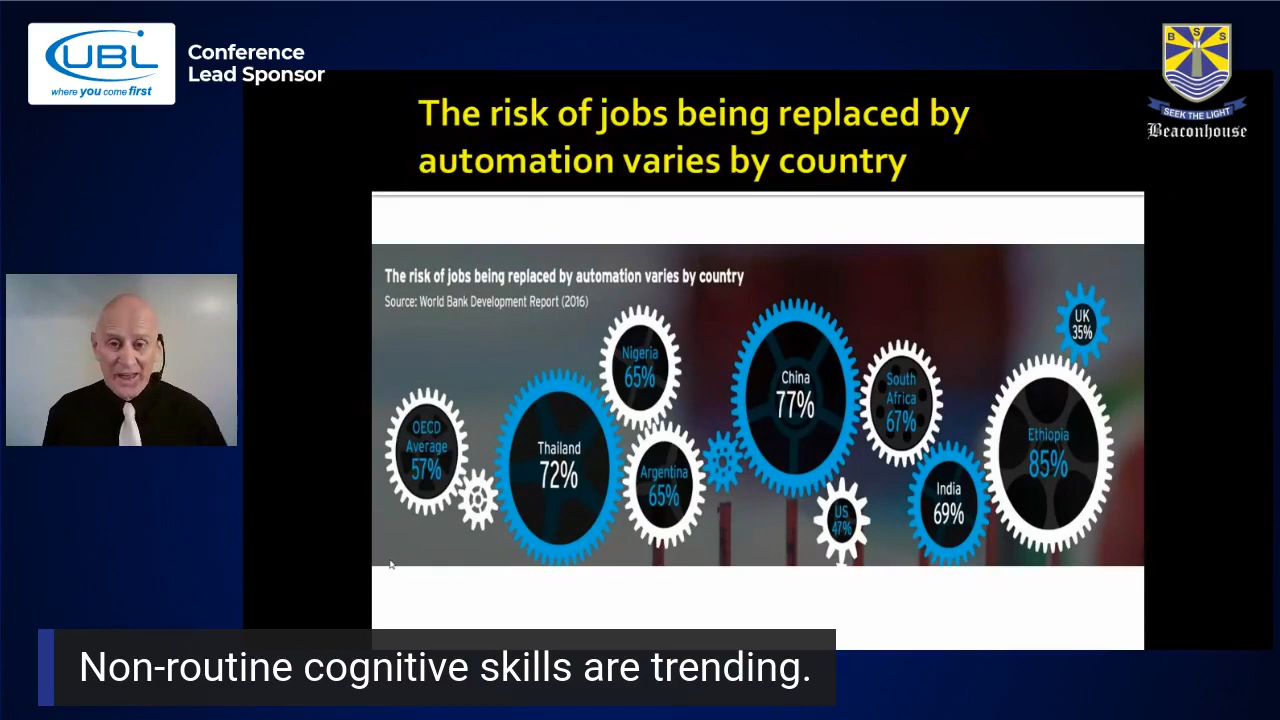 UBL
where you come first
Conference
Lead Sponsor
B S S
SEEK THE LIGHT
Beaconhouse
The risk of jobs being replaced by
automation varies by country
The risk of jobs being replaced by automation varies by country
Source: World Bank Development Report (2016)
OECD
Average
57%
Thailand
72%
Nigeria
65%
Argentina
65%
China
77%
US
47%
South
Africa
67%
India
69%
Ethiopia
85%
UK
35%
Non-routine cognitive skills are trending.